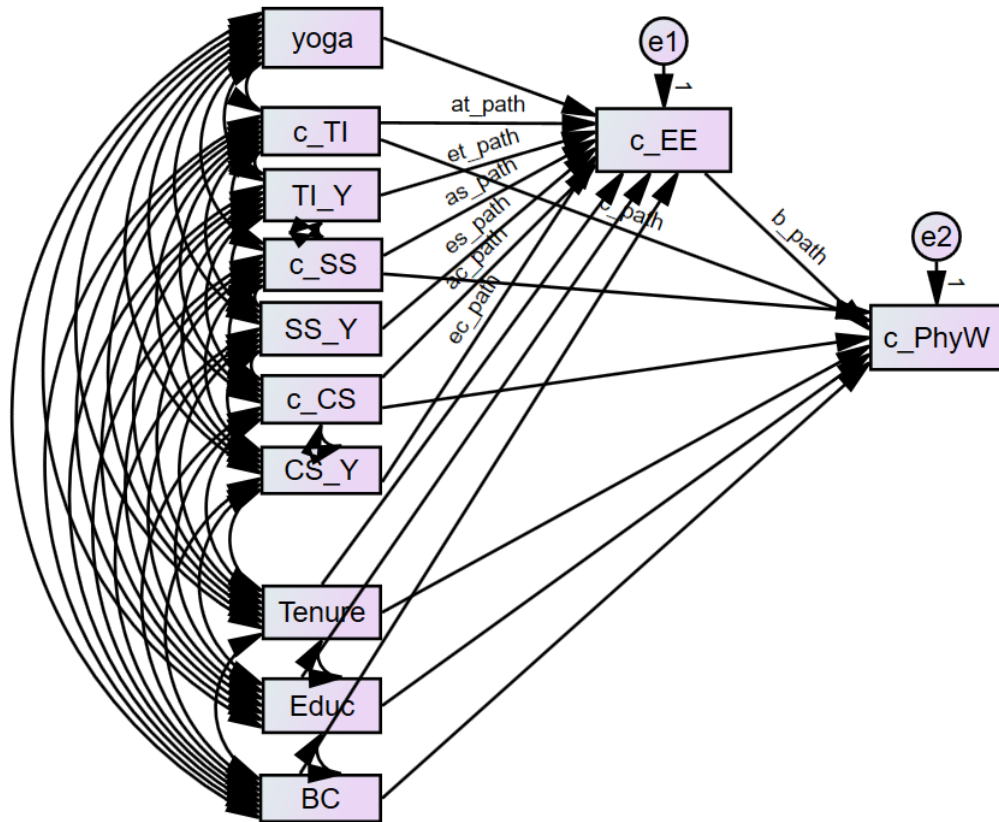 yoga
e1
1
at_path
c_TI
c_EE
et_path
TI_Y
as_path
c_path
b_path
e2
c_SS
es_path
ac_path
1
SS_Y
ec_path
c_PhyW
c_CS
CS_Y
Tenure
Educ
BC